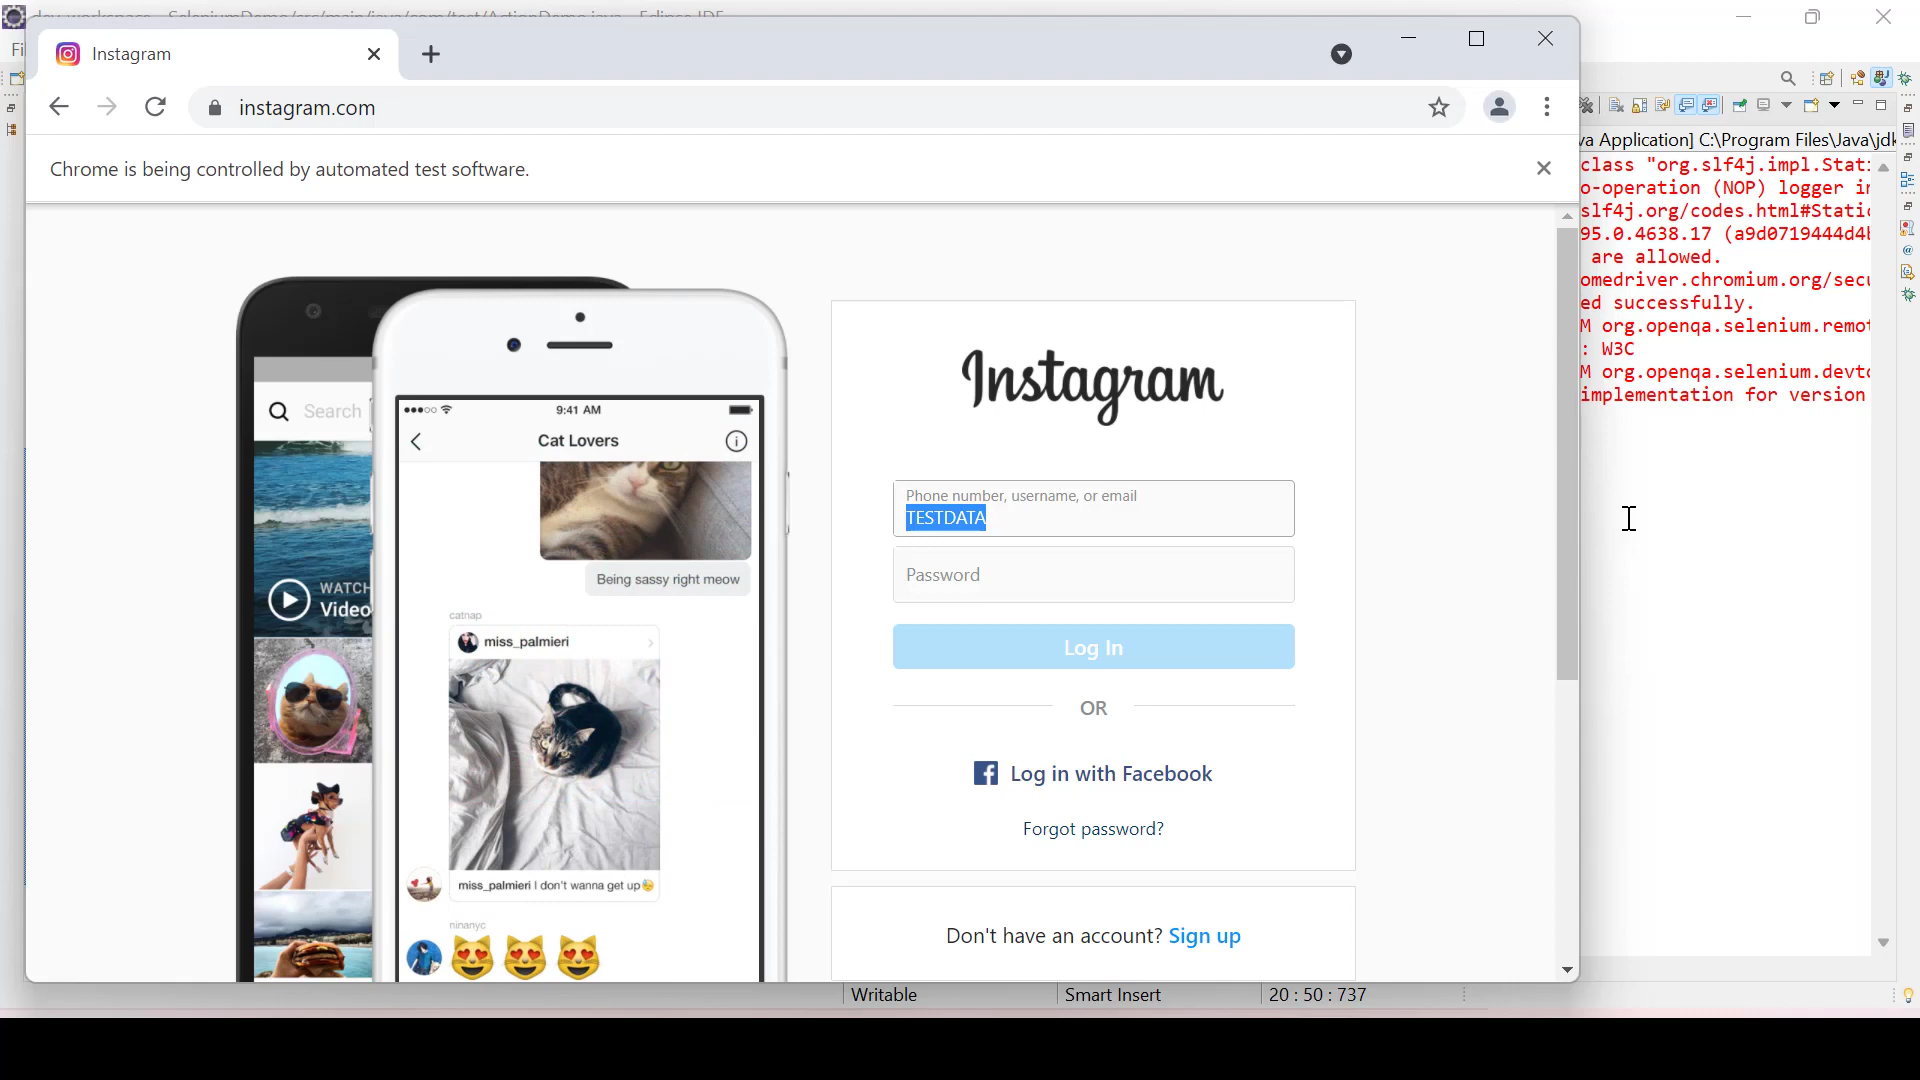 Instagram
instagram.com
Chrome is being controlled by automated test software.
Search
WATCH
Video
9:41 AM
Cat Lovers
Being sassy right meow
catnap
miss_palmieri
miss_palmieri I don't wanna get up
ninanyc
Instagram
Phone number, username, or email
TESTDATA
Password
Log In
OR
Log in with Facebook
Forgot password?
Don't have an account? Sign up
Application] C:\Program Files\Java\jdk
class "org.slf4j.impl.Stati
o-operation (NOP) logger
slf4j.org/codes.html#Static
95.0.4638.17 (a9d0719444d4b
are allowed.
omedriver.chromium.org/secu
ed successfully.
M org.openqa.selenium.remot
: W3C
M org.openqa.selenium.devto
implementation for version
Writable
Smart Insert
20 : 50 : 737